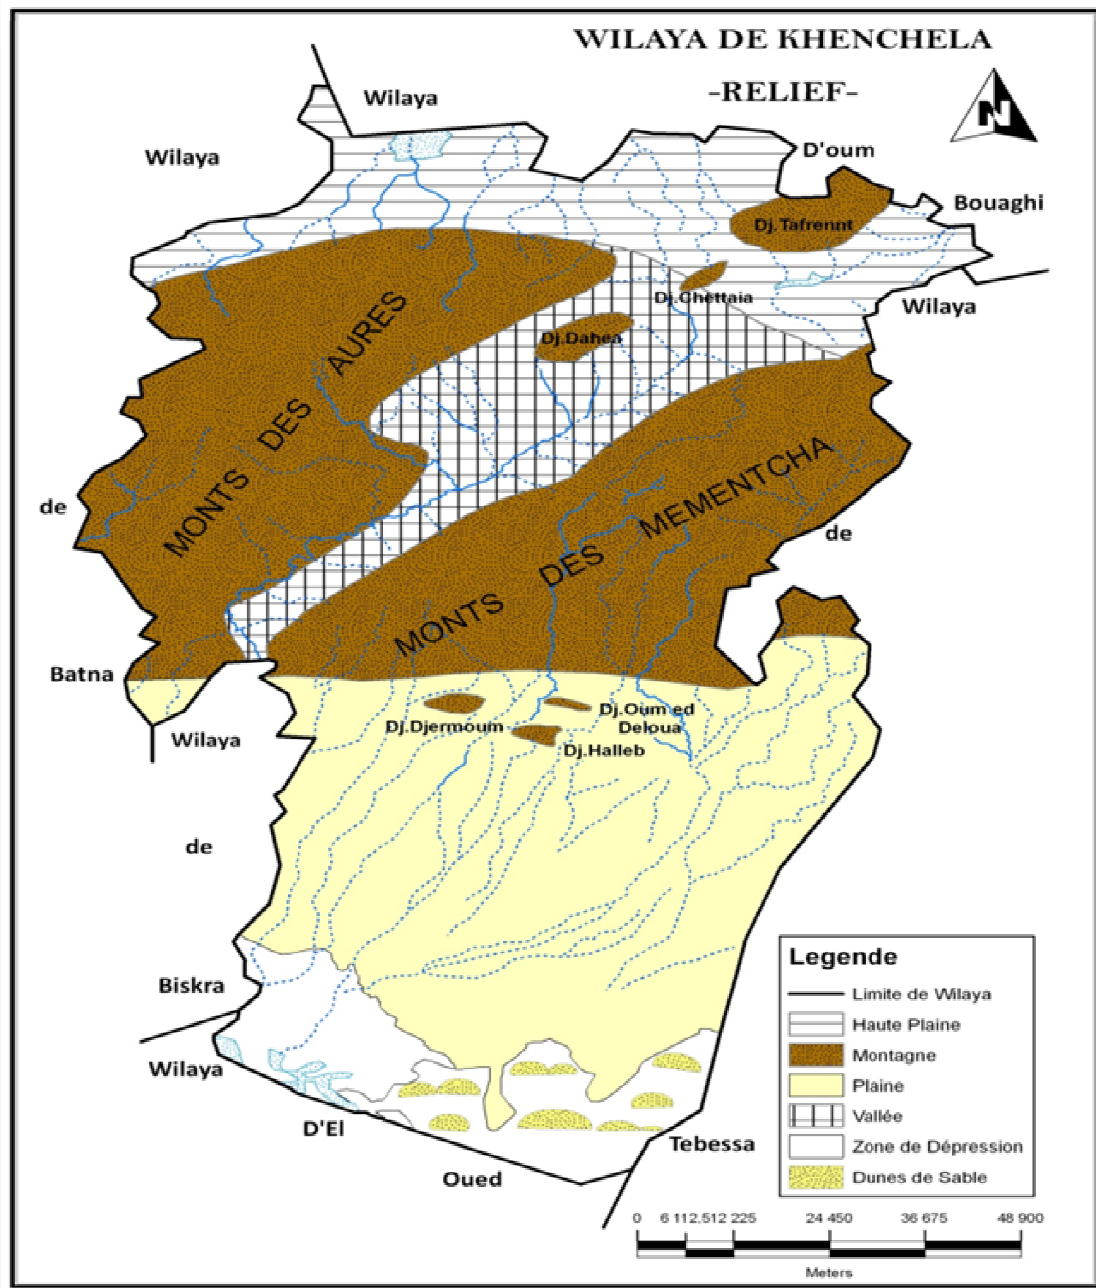 WILAYA DE KHENCHELA
-RELIEF-
N
Wilaya
Wilaya
D'oum
Bouaghi
Dj.Tafrennt
Dj.Chettaia
Wilaya
Dj.Dahea
MONTS DES AURES
MONTS DES MEMENTCHA
de
de
Batna
Wilaya
Dj.Djermoum
Dj.Oum ed
Deloua
Dj.Halleb
de
Biskra
Wilaya
D'El
Oued
Tebessa
Legende
Limite de Wilaya
Haute Plaine
Montagne
Plaine
Vallée
Zone de Dépression
Dunes de Sable
0 6 112,512 225 24 450 36 675 48 900
Meters